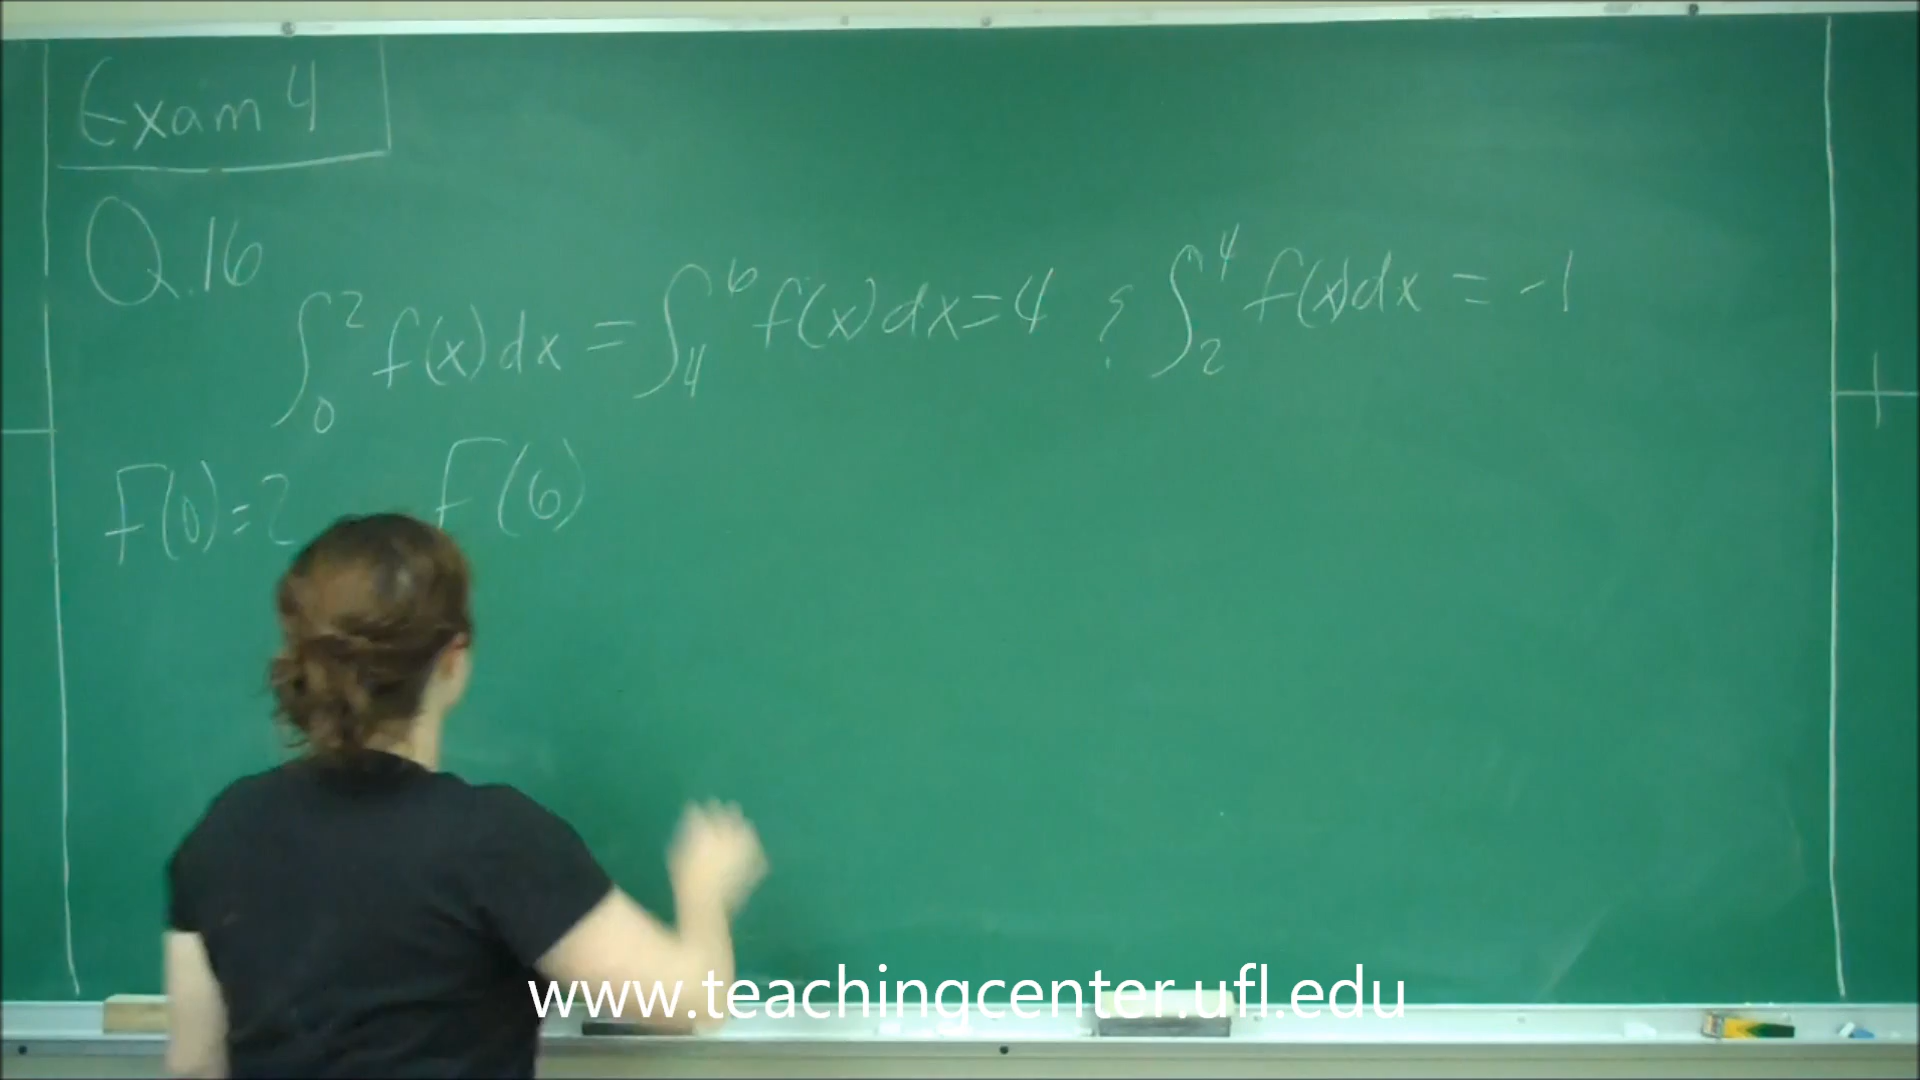 Exam 4
Q.16
∫₀² f(x)dx = ∫₄⁶ f(x)dx = 4 & ∫₂⁴ f(x)dx = -1
F(0)=2 F(6)
www.teachingcenter.ufl.edu